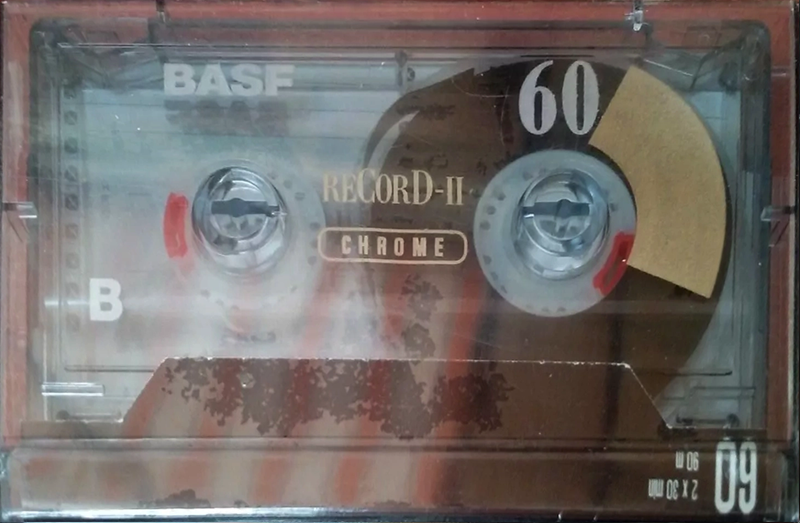 BASF
60
reCorD-II
CHROME
B
60
2 x 30 min
90 m